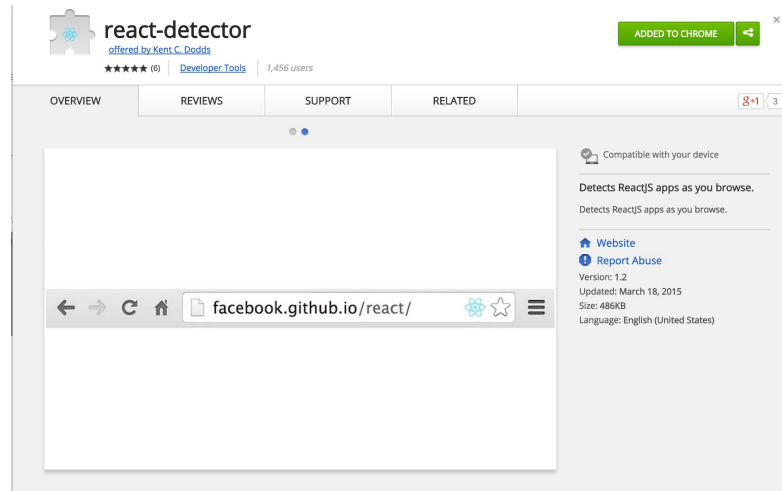 react-detector
offered by Kent C. Dodds
★★★★★ (6) Developer Tools 1,456 users
ADDED TO CHROME
×
OVERVIEW REVIEWS SUPPORT RELATED
g+1 3
Compatible with your device
Detects ReactJS apps as you browse.
Detects ReactJS apps as you browse.
Website
Report Abuse
Version: 1.2
Updated: March 18, 2015
Size: 486KB
Language: English (United States)
facebook.github.io/react/